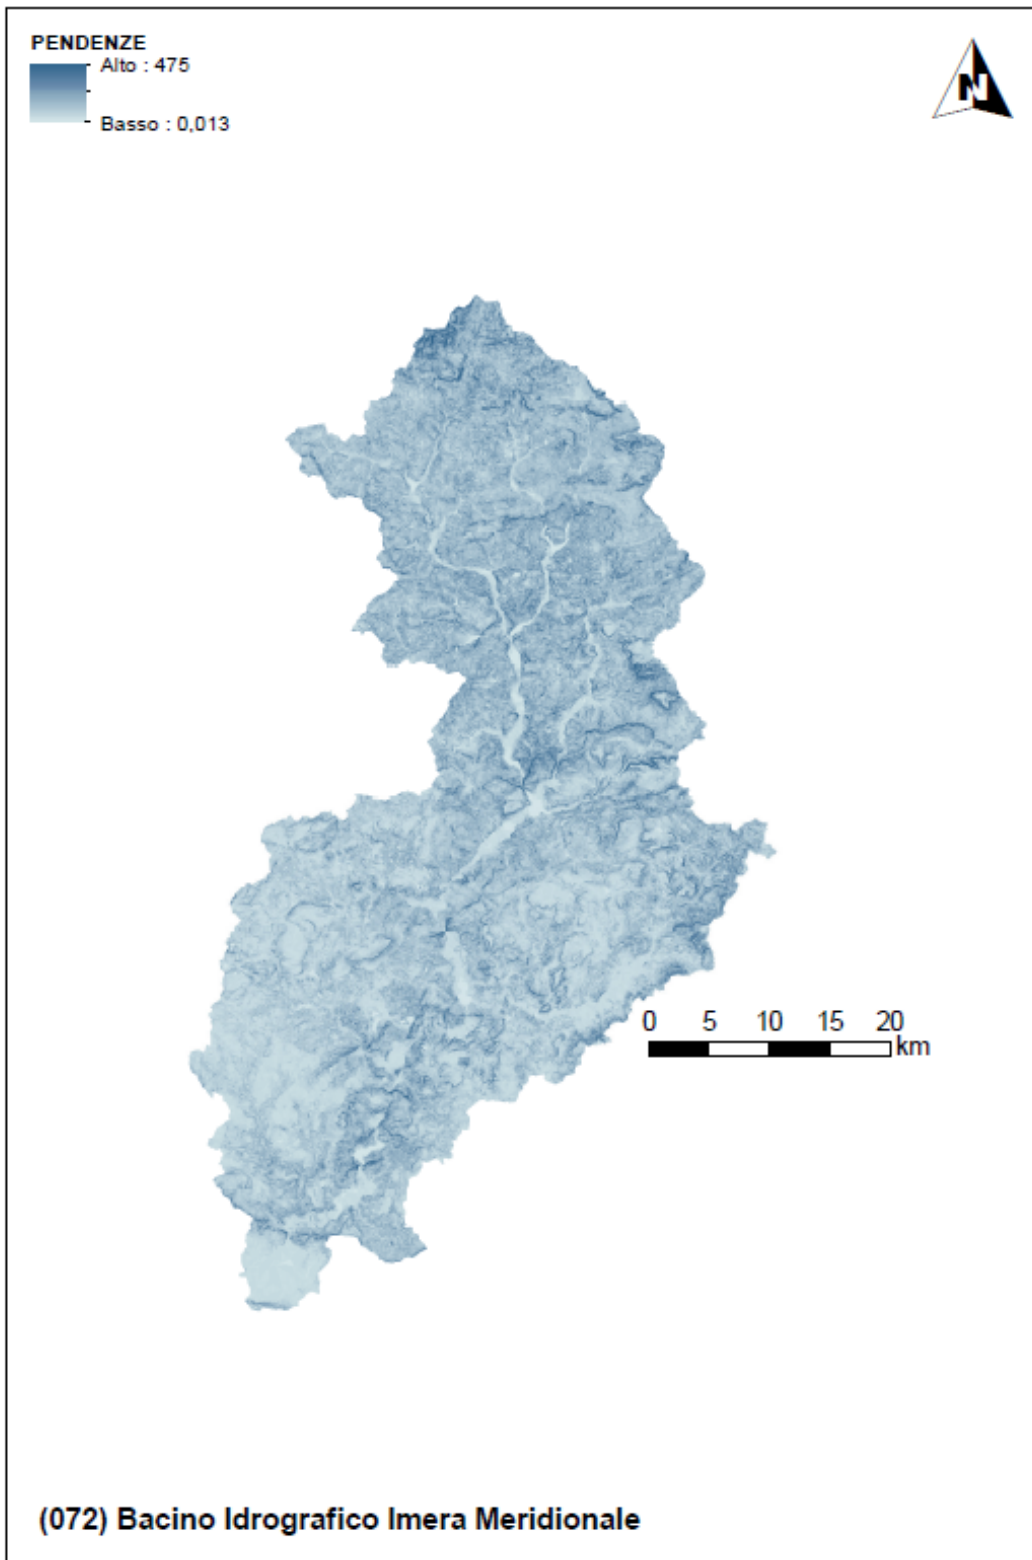 PENDENZE
Alto : 475
Basso : 0,013
N
0 5 10 15 20
km
(072) Bacino Idrografico Imera Meridionale